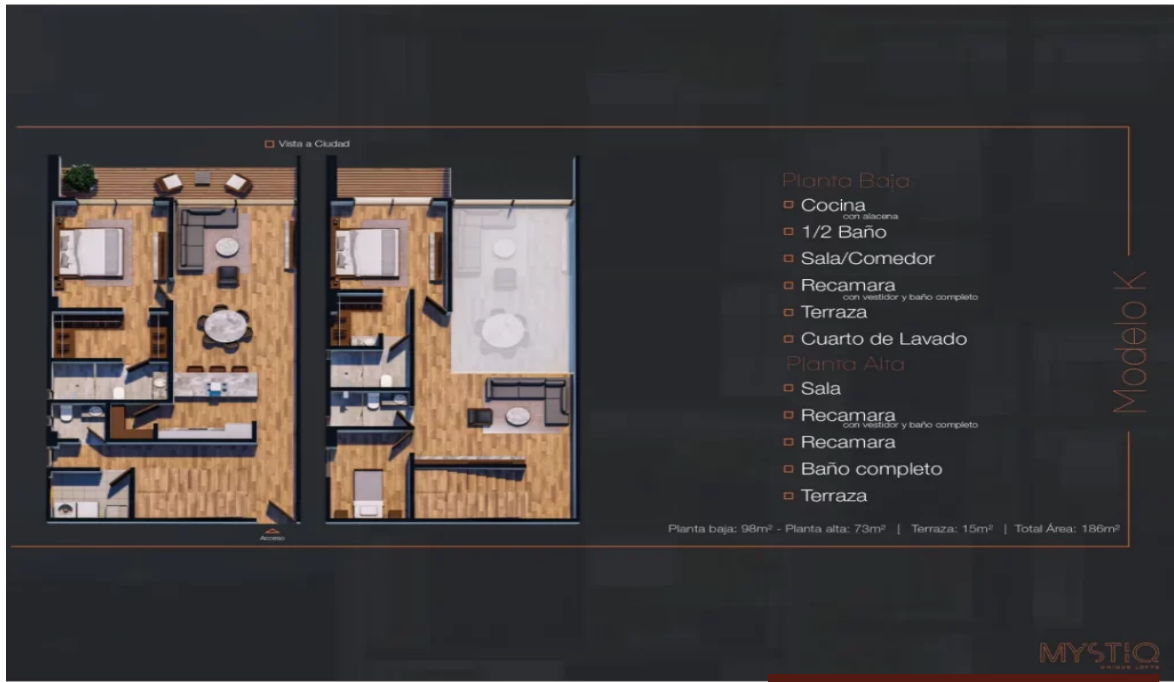 Vista a Ciudad
Acceso
Planta Baja
Cocina
con alacena
1/2 Baño
Sala/Comedor
Recamara
con vestidor y baño completo
Terraza
Cuarto de Lavado
Planta Alta
Sala
Recamara
con vestidor y baño completo
Recamara
Baño completo
Terraza
Planta baja: 98m² - Planta alta: 73m² | Terraza: 15m² | Total Área: 186m²
Modelo K
MYSTIQ
UNIQUE LOFTS